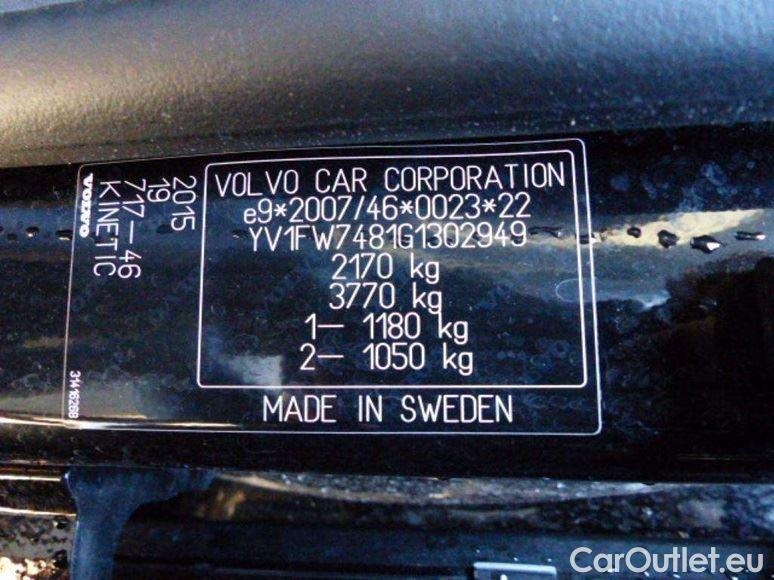 VOLVO CAR CORPORATION
e9*2007/46*0023*22
YV1FW7481G1302949
2170 kg
3770 kg
1- 1180 kg
2- 1050 kg
MADE IN SWEDEN
2015
19
717-46
KINETIC
VOLVO
31416268
CarOutlet.eu